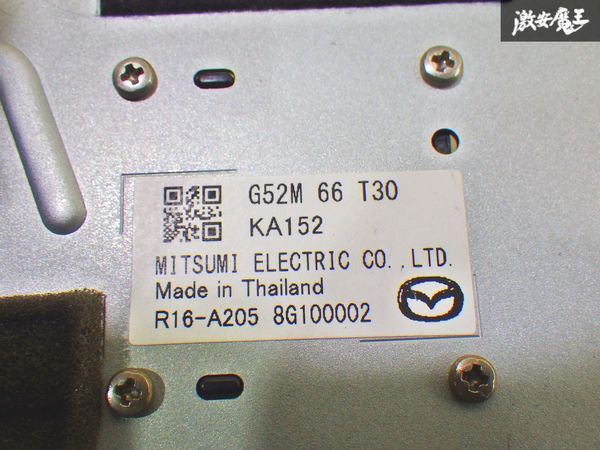 激安魔王
G52M 66 T30
KA152
MITSUMI ELECTRIC CO.,LTD.
Made in Thailand
R16-A205 8G100002